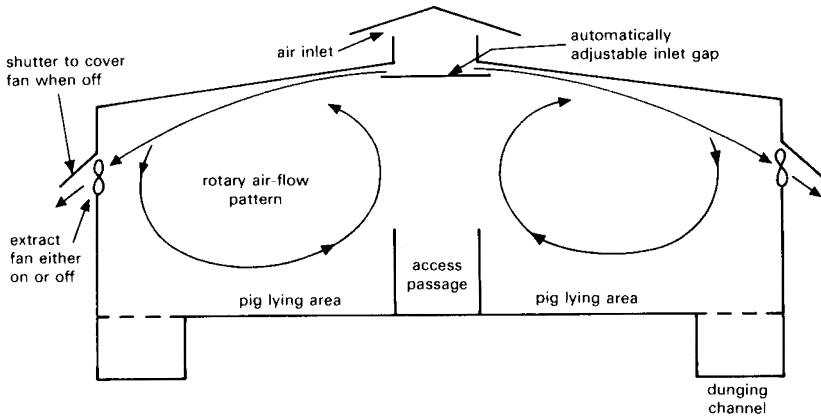 air inlet
automatically
adjustable inlet gap
shutter to cover
fan when off
rotary air-flow
pattern
extract
fan either
on or off
access
passage
pig lying area
pig lying area
dunging
channel